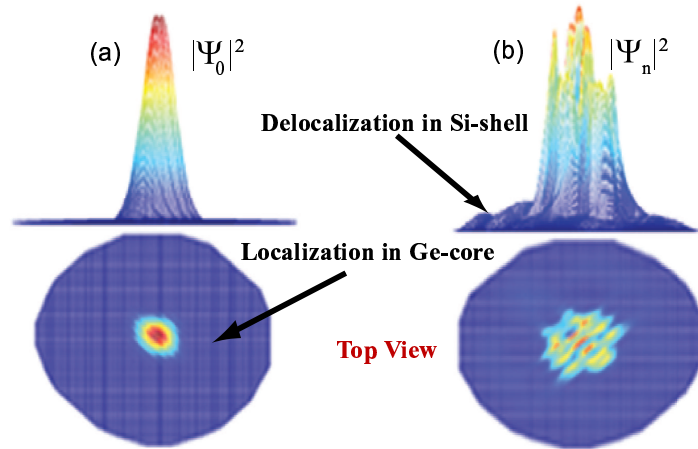 (a)
|Ψ₀|²
(b)
|Ψₙ|²
Delocalization in Si-shell
Localization in Ge-core
Top View